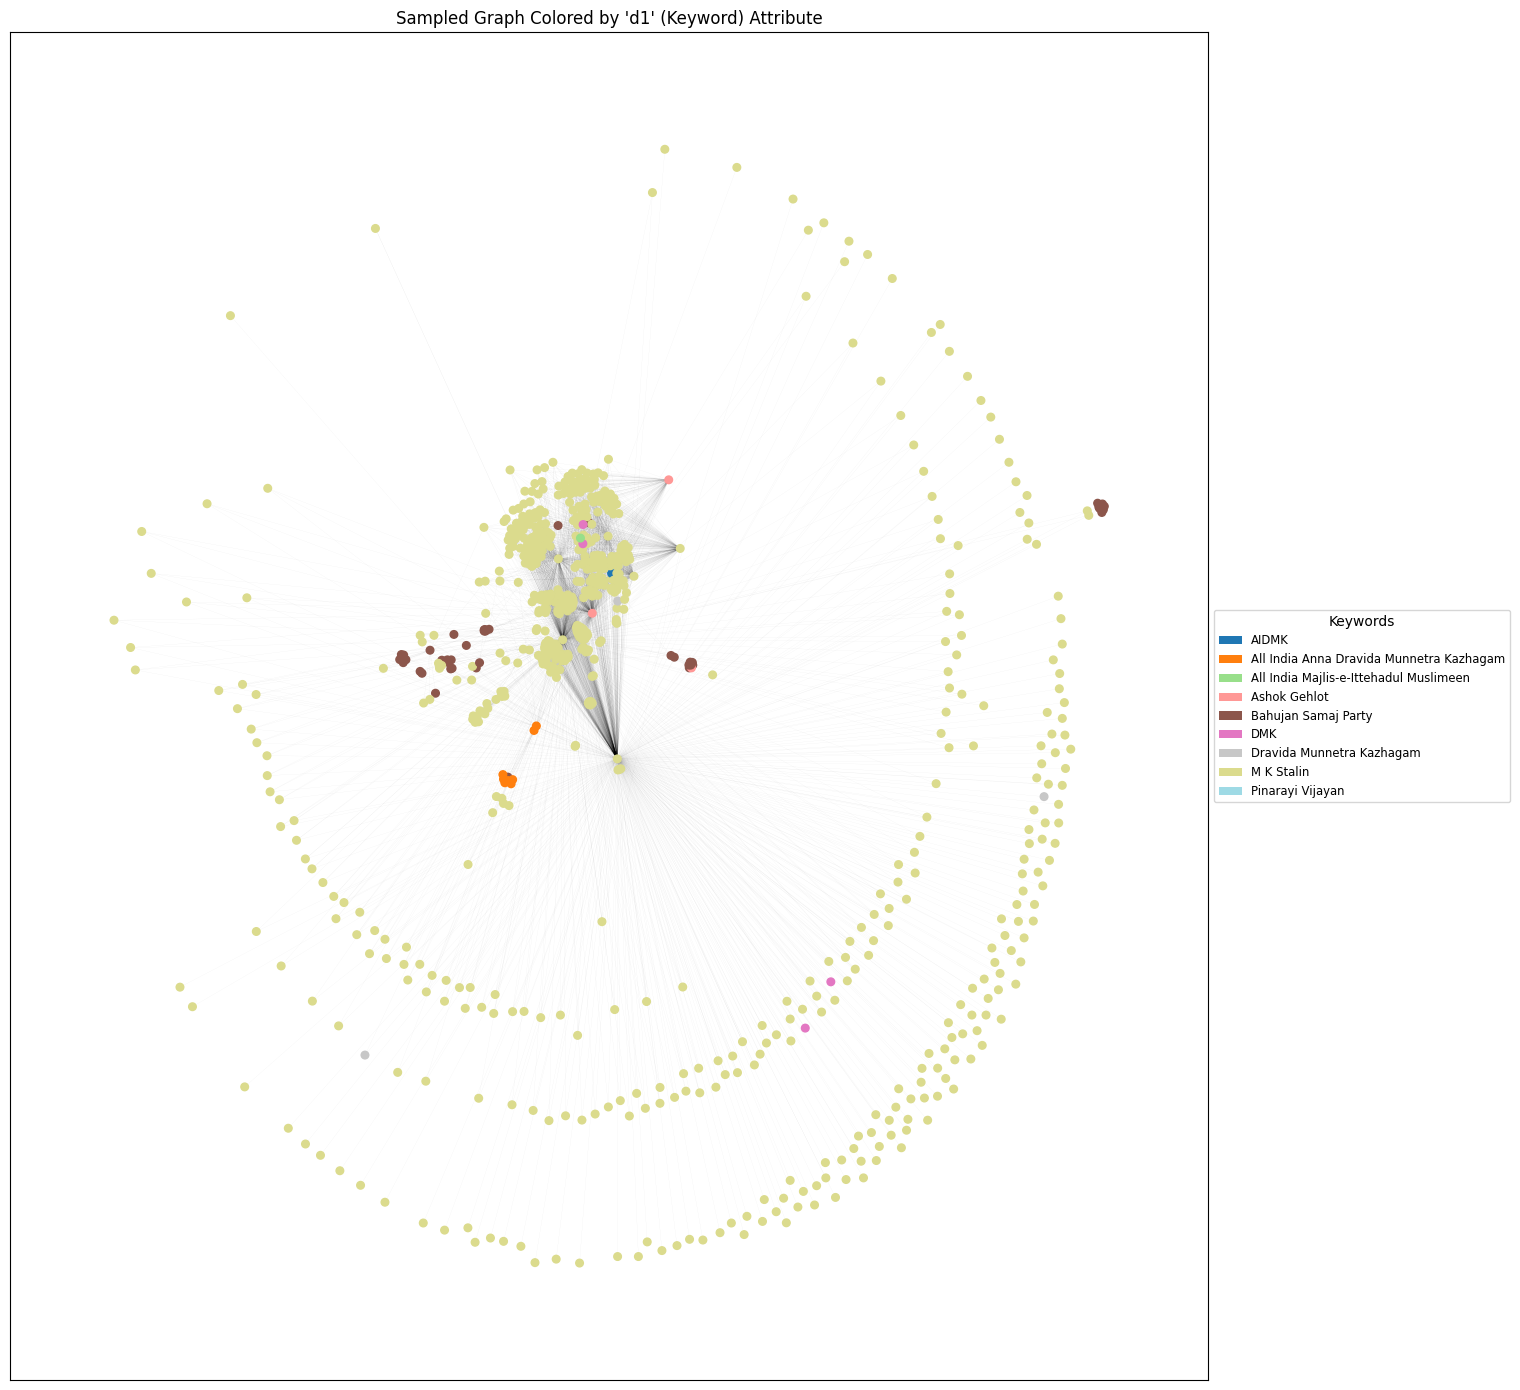 Sampled Graph Colored by 'd1' (Keyword) Attribute
Keywords
AIDMK
All India Anna Dravida Munnetra Kazhagam
All India Majlis-e-Ittehadul Muslimeen
Ashok Gehlot
Bahujan Samaj Party
DMK
Dravida Munnetra Kazhagam
M K Stalin
Pinarayi Vijayan